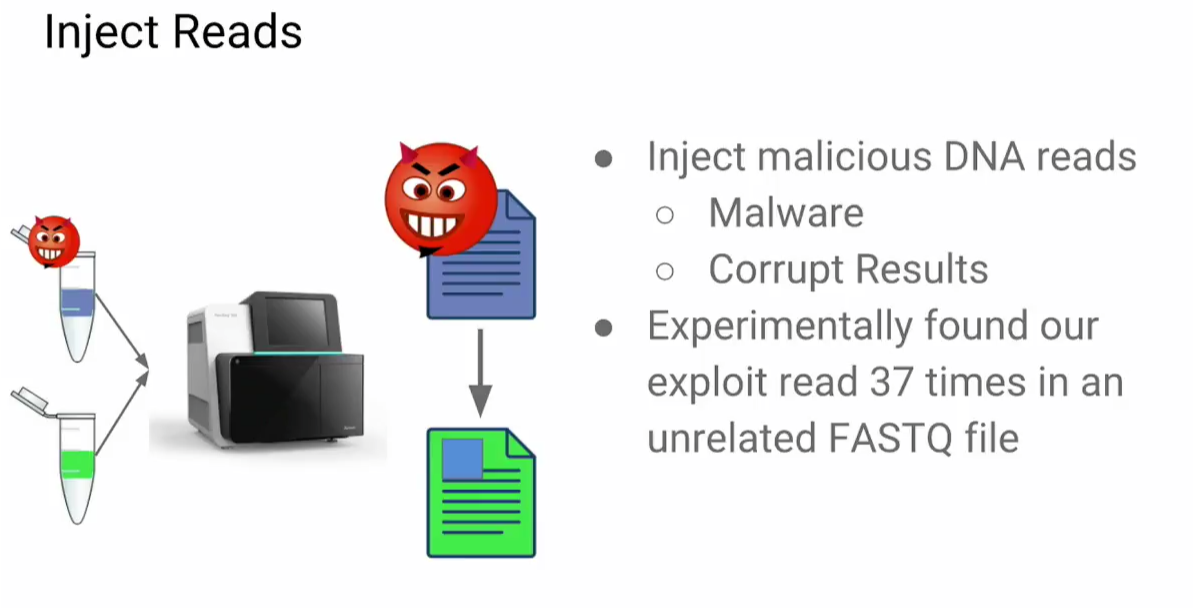 Inject Reads
● Inject malicious DNA reads
○ Malware
○ Corrupt Results
● Experimentally found our
exploit read 37 times in an
unrelated FASTQ file